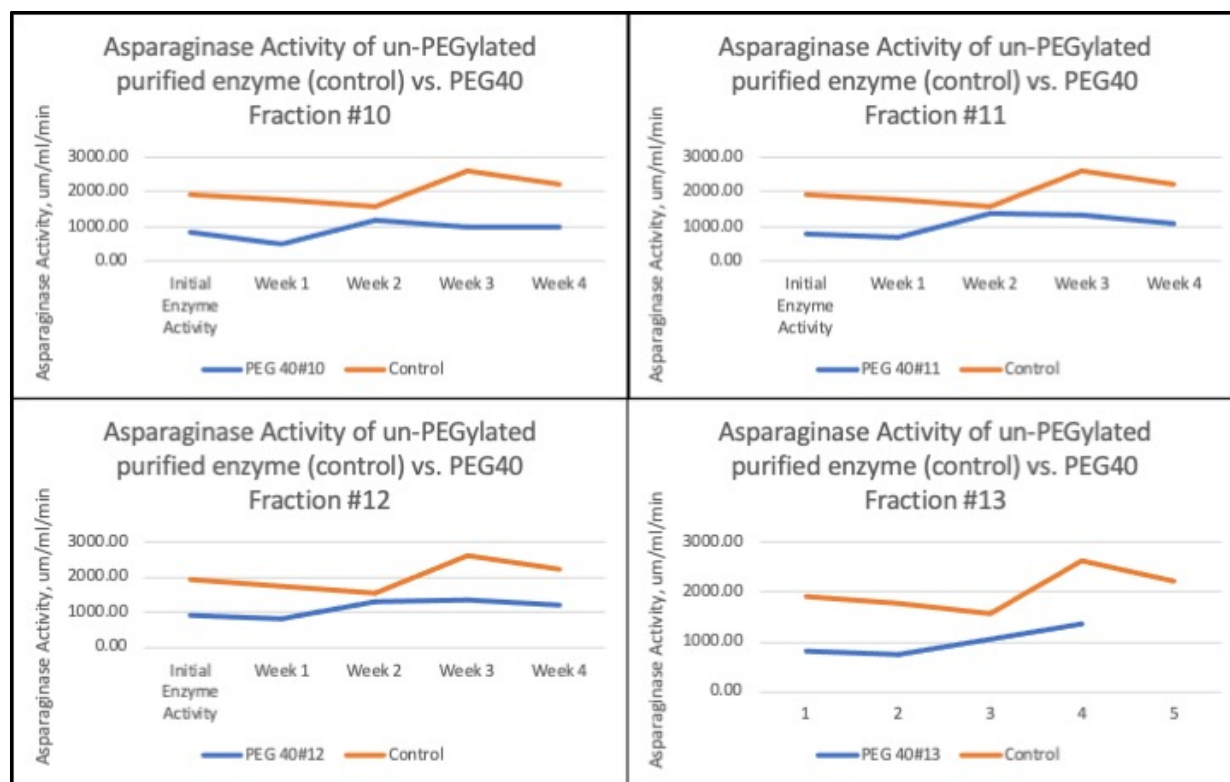 Asparaginase Activity of un-PEGylated
purified enzyme (control) vs. PEG40
Fraction #10
Asparaginase Activity, um/ml/min
3000.00
2000.00
1000.00
0.00
Initial
Enzyme
Activity
Week 1
Week 2
Week 3
Week 4
PEG 40#10
Control
Asparaginase Activity of un-PEGylated
purified enzyme (control) vs. PEG40
Fraction #11
Asparaginase Activity, um/ml/min
3000.00
2000.00
1000.00
0.00
Initial
Enzyme
Activity
Week 1
Week 2
Week 3
Week 4
PEG 40#11
Control
Asparaginase Activity of un-PEGylated
purified enzyme (control) vs. PEG40
Fraction #12
Asparaginase Activity, um/ml/min
3000.00
2000.00
1000.00
0.00
Initial
Enzyme
Activity
Week 1
Week 2
Week 3
Week 4
PEG 40#12
Control
Asparaginase Activity of un-PEGylated
purified enzyme (control) vs. PEG40
Fraction #13
Asparaginase Activity, um/ml/min
3000.00
2000.00
1000.00
0.00
1
2
3
4
5
PEG 40#13
Control